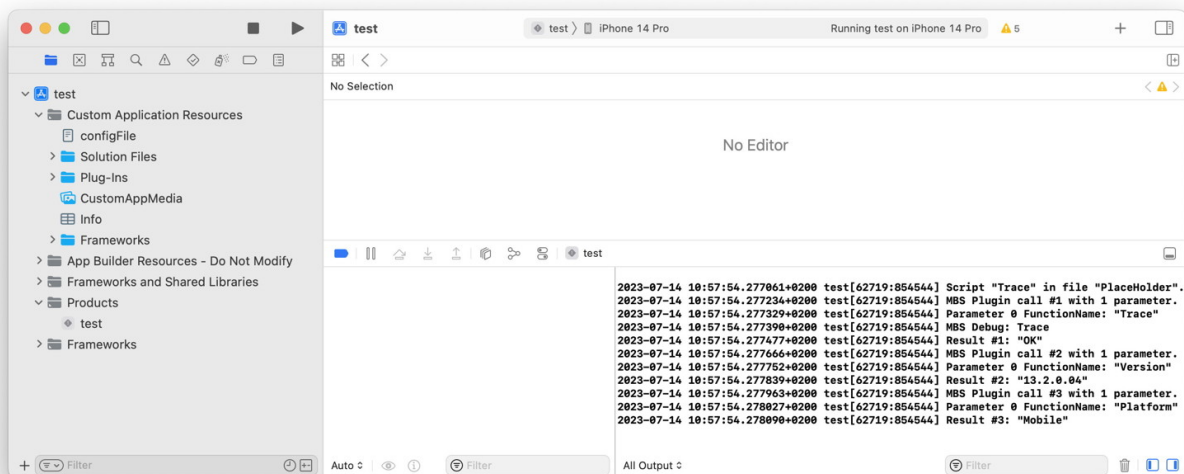 test
test
iPhone 14 Pro
Running test on iPhone 14 Pro
5
test
Custom Application Resources
configFile
Solution Files
Plug-Ins
CustomAppMedia
Info
Frameworks
App Builder Resources - Do Not Modify
Frameworks and Shared Libraries
Products
test
Frameworks
Filter
No Selection
No Editor
test
2023-07-14 10:57:54.277061+0200 test[62719:854544] Script "Trace" in file "PlaceHolder".
2023-07-14 10:57:54.277234+0200 test[62719:854544] MBS Plugin call #1 with 1 parameter.
2023-07-14 10:57:54.277329+0200 test[62719:854544] Parameter 0 FunctionName: "Trace"
2023-07-14 10:57:54.277390+0200 test[62719:854544] MBS Debug: Trace
2023-07-14 10:57:54.277477+0200 test[62719:854544] Result #1: "OK"
2023-07-14 10:57:54.277666+0200 test[62719:854544] MBS Plugin call #2 with 1 parameter.
2023-07-14 10:57:54.277752+0200 test[62719:854544] Parameter 0 FunctionName: "Version"
2023-07-14 10:57:54.277839+0200 test[62719:854544] Result #2: "13.2.0.04"
2023-07-14 10:57:54.277963+0200 test[62719:854544] MBS Plugin call #3 with 1 parameter.
2023-07-14 10:57:54.278027+0200 test[62719:854544] Parameter 0 FunctionName: "Platform"
2023-07-14 10:57:54.278090+0200 test[62719:854544] Result #3: "Mobile"
Auto
Filter
All Output
Filter